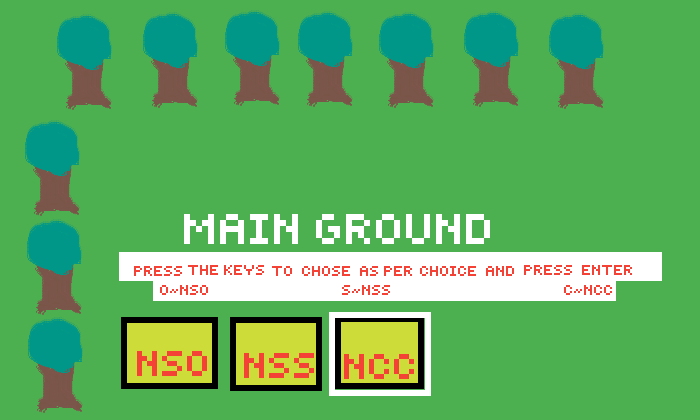 MAIN GROUND
PRESS THE KEYS TO CHOSE AS PER CHOICE AND PRESS ENTER
O~NSO S~NSS C~NCC
NSO NSS NCC